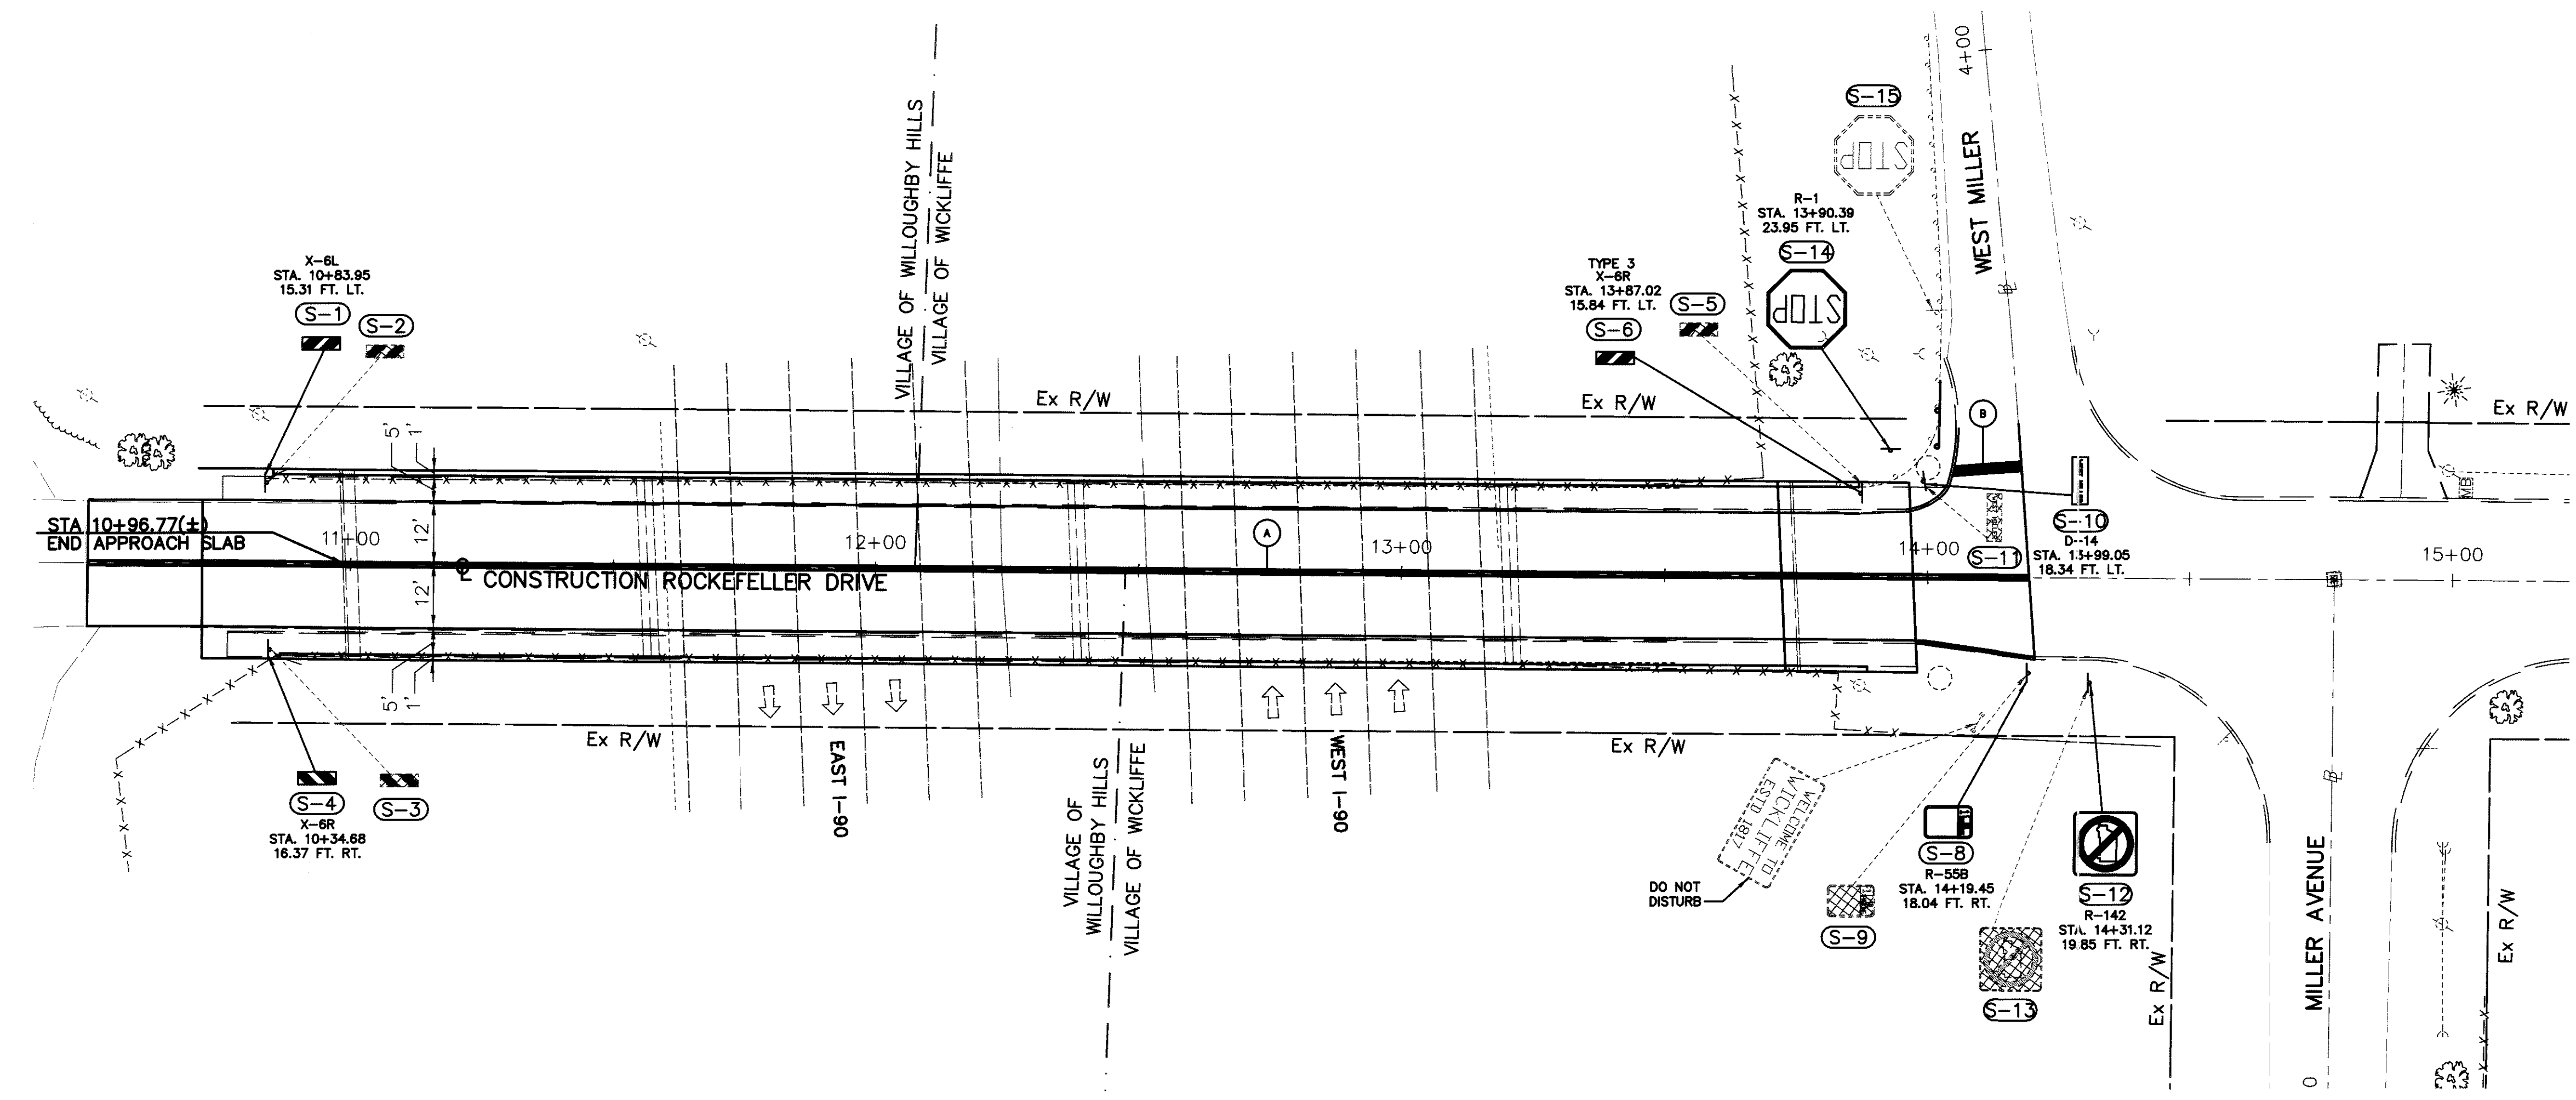 4+00
WEST MILLER
S-15
STOP
R-1
STA. 13+90.39
23.95 FT. LT.
S-14
STOP
VILLAGE OF WILLOUGHBY HILLS
VILLAGE OF WICKLIFFE
X-6L
STA. 10+83.95
15.31 FT. LT.
S-1
S-2
TYPE 3
X-6R
STA. 13+87.02
15.84 FT. LT.
S-6
S-5
Ex R/W
Ex R/W
Ex R/W
B
5'
1'
12'
12'
5'
1'
STA 10+96.77(±)
END APPROACH SLAB
11+00
12+00
13+00
14+00
15+00
A
℄ CONSTRUCTION ROCKEFELLER DRIVE
MB
S-10
D-14
STA. 13+99.05
18.34 FT. LT.
S-11
Ex R/W
Ex R/W
EAST I-90
WEST I-90
VILLAGE OF
WILLOUGHBY HILLS
VILLAGE OF WICKLIFFE
S-4
X-6R
STA. 10+34.68
16.37 FT. RT.
S-3
WELCOME TO
WICKLIFFE
ESTD 1817
DO NOT
DISTURB
S-8
R-55B
STA. 14+19.45
18.04 FT. RT.
S-9
S-12
R-142
STA. 14+31.12
19.85 FT. RT.
S-13
Ex R/W
MILLER AVENUE
Ex R/W
0